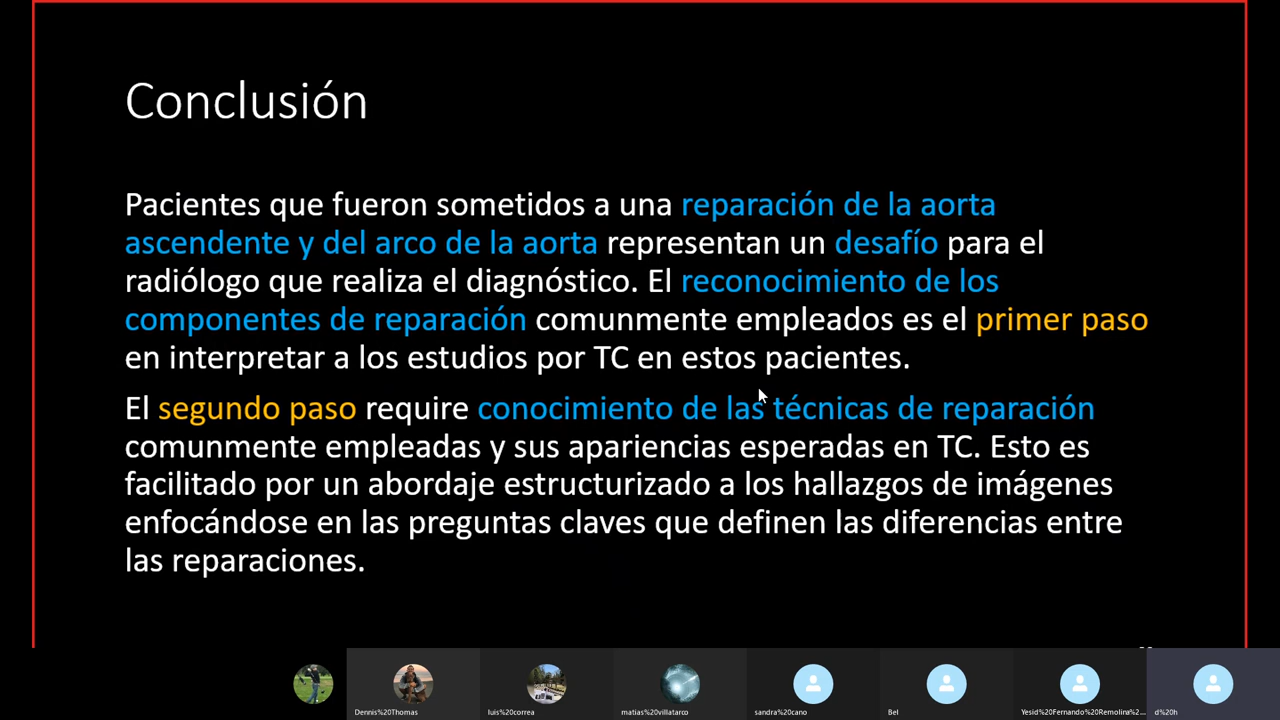 Conclusión
Pacientes que fueron sometidos a una reparación de la aorta
ascendente y del arco de la aorta representan un desafío para el
radiólogo que realiza el diagnóstico. El reconocimiento de los
componentes de reparación comunmente empleados es el primer paso
en interpretar a los estudios por TC en estos pacientes.
El segundo paso require conocimiento de las técnicas de reparación
comunmente empleadas y sus apariencias esperadas en TC. Esto es
facilitado por un abordaje estructurizado a los hallazgos de imágenes
enfocándose en las preguntas claves que definen las diferencias entre
las reparaciones.
Dennis%20Thomas
luis%20correa
matias%20villatarco
sandra%20cano
Bel
Yesid%20Fernando%20Remolina%2...
d%20h